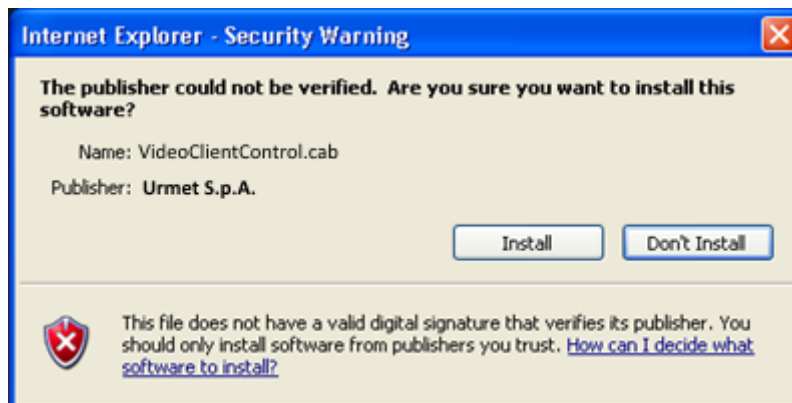 Internet Explorer - Security Warning
The publisher could not be verified. Are you sure you want to install this
software?
Name: VideoClientControl.cab
Publisher: Urmet S.p.A.
Install
Don't Install
This file does not have a valid digital signature that verifies its publisher. You
should only install software from publishers you trust. How can I decide what
software to install?